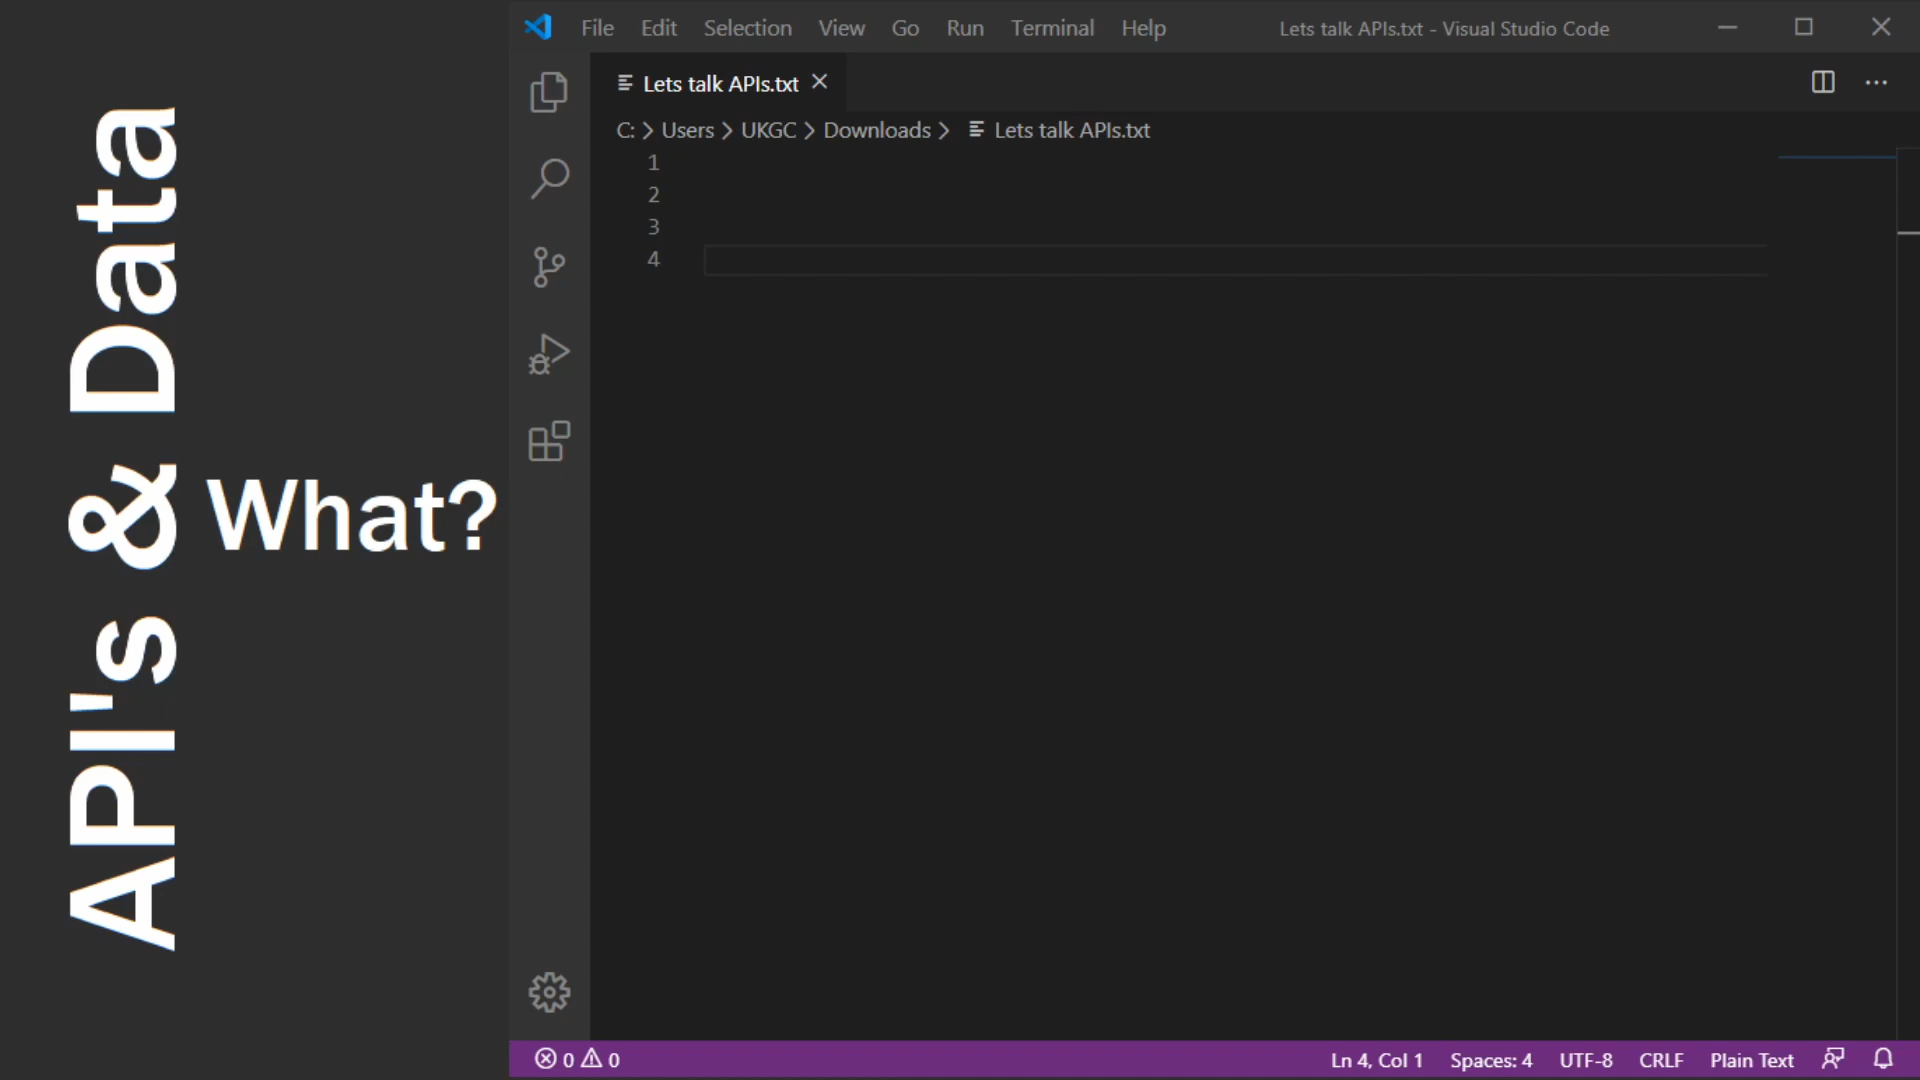 API's & Data
What?
File Edit Selection View Go Run Terminal Help
Lets talk APIs.txt - Visual Studio Code
Lets talk APIs.txt
C: > Users > UKGC > Downloads > Lets talk APIs.txt
1
2
3
4
0 0
Ln 4, Col 1 Spaces: 4 UTF-8 CRLF Plain Text